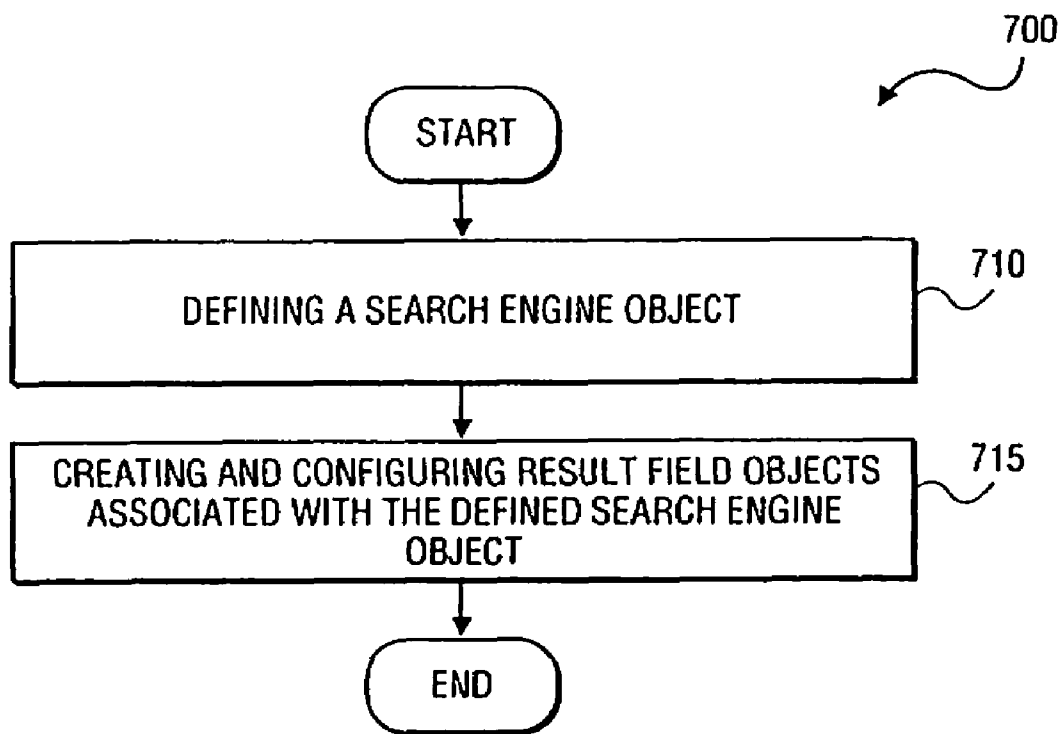 700
START
DEFINING A SEARCH ENGINE OBJECT
710
CREATING AND CONFIGURING RESULT FIELD OBJECTS
ASSOCIATED WITH THE DEFINED SEARCH ENGINE
OBJECT
715
END